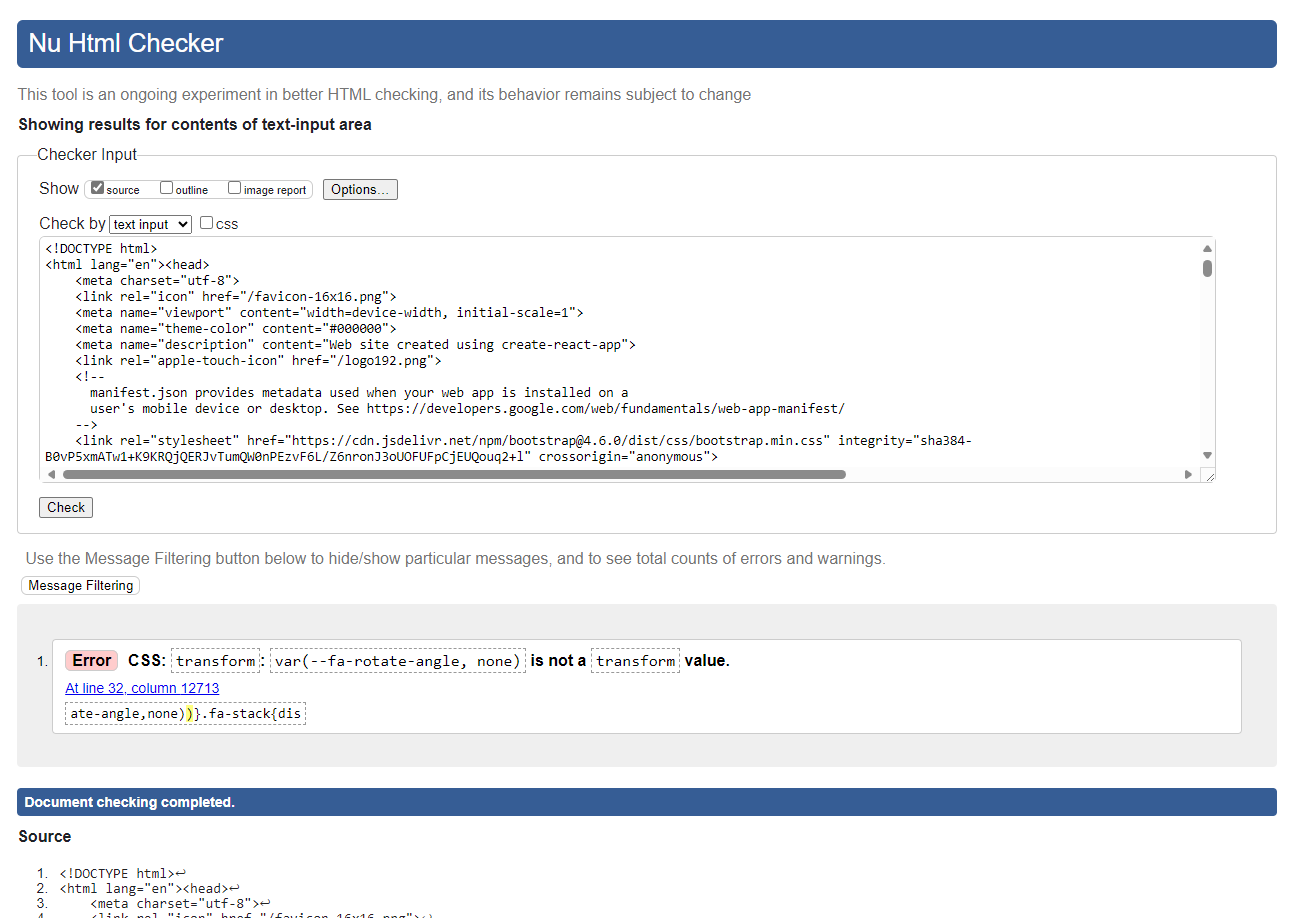 Nu Html Checker
This tool is an ongoing experiment in better HTML checking, and its behavior remains subject to change
Showing results for contents of text-input area
Checker Input
Show source outline image report Options...
Check by text input css
<!DOCTYPE html>
<html lang="en"><head>
<meta charset="utf-8">
<link rel="icon" href="/favicon-16x16.png">
<meta name="viewport" content="width=device-width, initial-scale=1">
<meta name="theme-color" content="#000000">
<meta name="description" content="Web site created using create-react-app">
<link rel="apple-touch-icon" href="/logo192.png">
<!--
manifest.json provides metadata used when your web app is installed on a
user's mobile device or desktop. See https://developers.google.com/web/fundamentals/web-app-manifest/
-->
<link rel="stylesheet" href="https://cdn.jsdelivr.net/npm/bootstrap@4.6.0/dist/css/bootstrap.min.css" integrity="sha384-
B0vP5xmATw1+K9KRQjQERJvTumQW0nPEzvF6L/Z6nronJ3oUOFUFpCjEUQouq2+l" crossorigin="anonymous">
Check
Use the Message Filtering button below to hide/show particular messages, and to see total counts of errors and warnings.
Message Filtering
1. Error CSS: transform: var(--fa-rotate-angle, none) is not a transform value.
At line 32, column 12713
ate-angle,none))}.fa-stack{dis
Document checking completed.
Source
1. <!DOCTYPE html>↩
2. <html lang="en"><head>↩
3. <meta charset="utf-8">↩
4. <link rel="icon" href="/favicon-16x16.png">↩